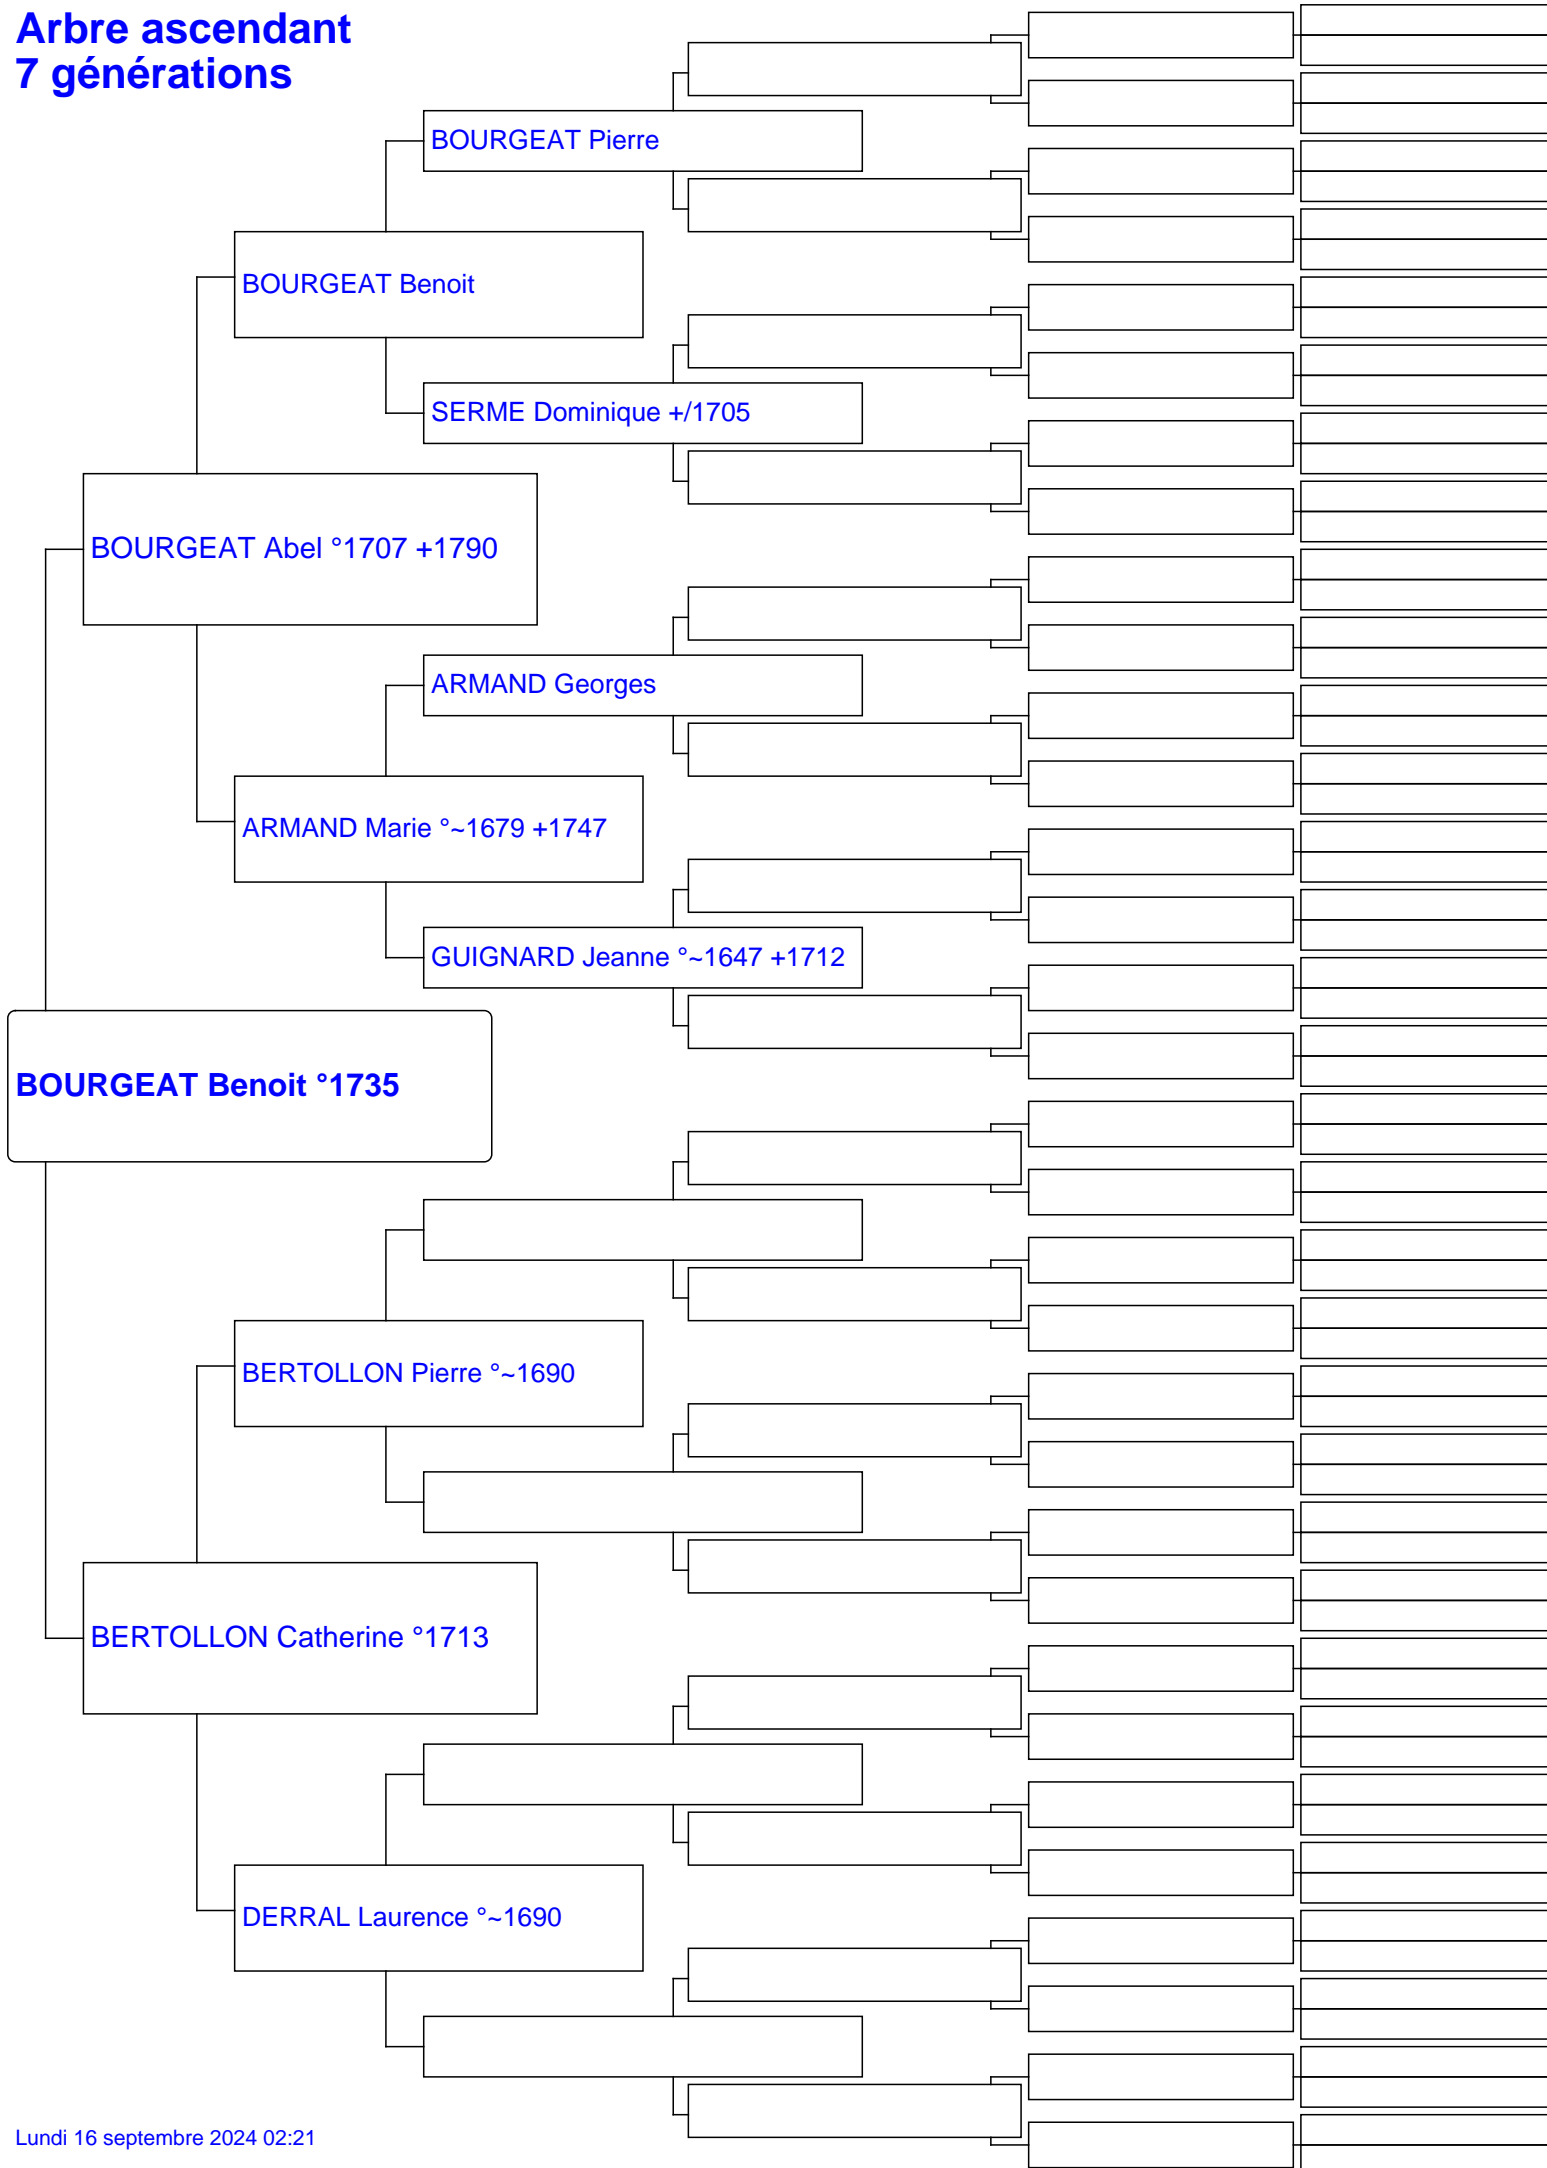 Arbre ascendant
7 générations
BOURGEAT Pierre
BOURGEAT Benoit
SERME Dominique +/1705
BOURGEAT Abel °1707 +1790
ARMAND Georges
ARMAND Marie °~1679 +1747
GUIGNARD Jeanne °~1647 +1712
BOURGEAT Benoit °1735
BERTOLLON Pierre °~1690
BERTOLLON Catherine °1713
DERRAL Laurence °~1690
Lundi 16 septembre 2024 02:21